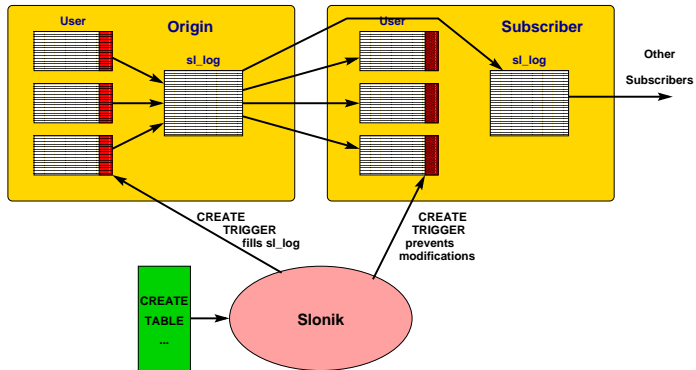 User
Origin
sl_log
User
Subscriber
sl_log
Other
Subscribers
CREATE
TRIGGER
fills sl_log
CREATE
TRIGGER
prevents
modifications
CREATE
TABLE
...
Slonik